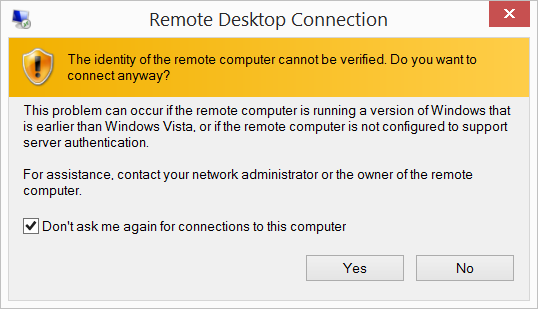 Remote Desktop Connection
The identity of the remote computer cannot be verified. Do you want to
connect anyway?
This problem can occur if the remote computer is running a version of Windows that
is earlier than Windows Vista, or if the remote computer is not configured to support
server authentication.
For assistance, contact your network administrator or the owner of the remote
computer.
Don't ask me again for connections to this computer
Yes
No